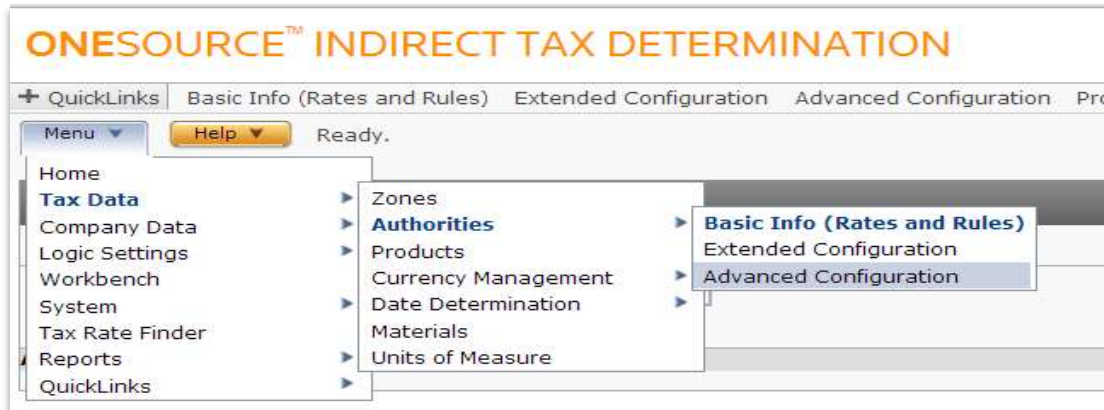 ONESOURCE™ INDIRECT TAX DETERMINATION
+ QuickLinks Basic Info (Rates and Rules) Extended Configuration Advanced Configuration
Menu Help Ready.
Home
Tax Data
Company Data
Logic Settings
Workbench
System
Tax Rate Finder
Reports
QuickLinks
Zones
Authorities
Products
Currency Management
Date Determination
Materials
Units of Measure
Basic Info (Rates and Rules)
Extended Configuration
Advanced Configuration